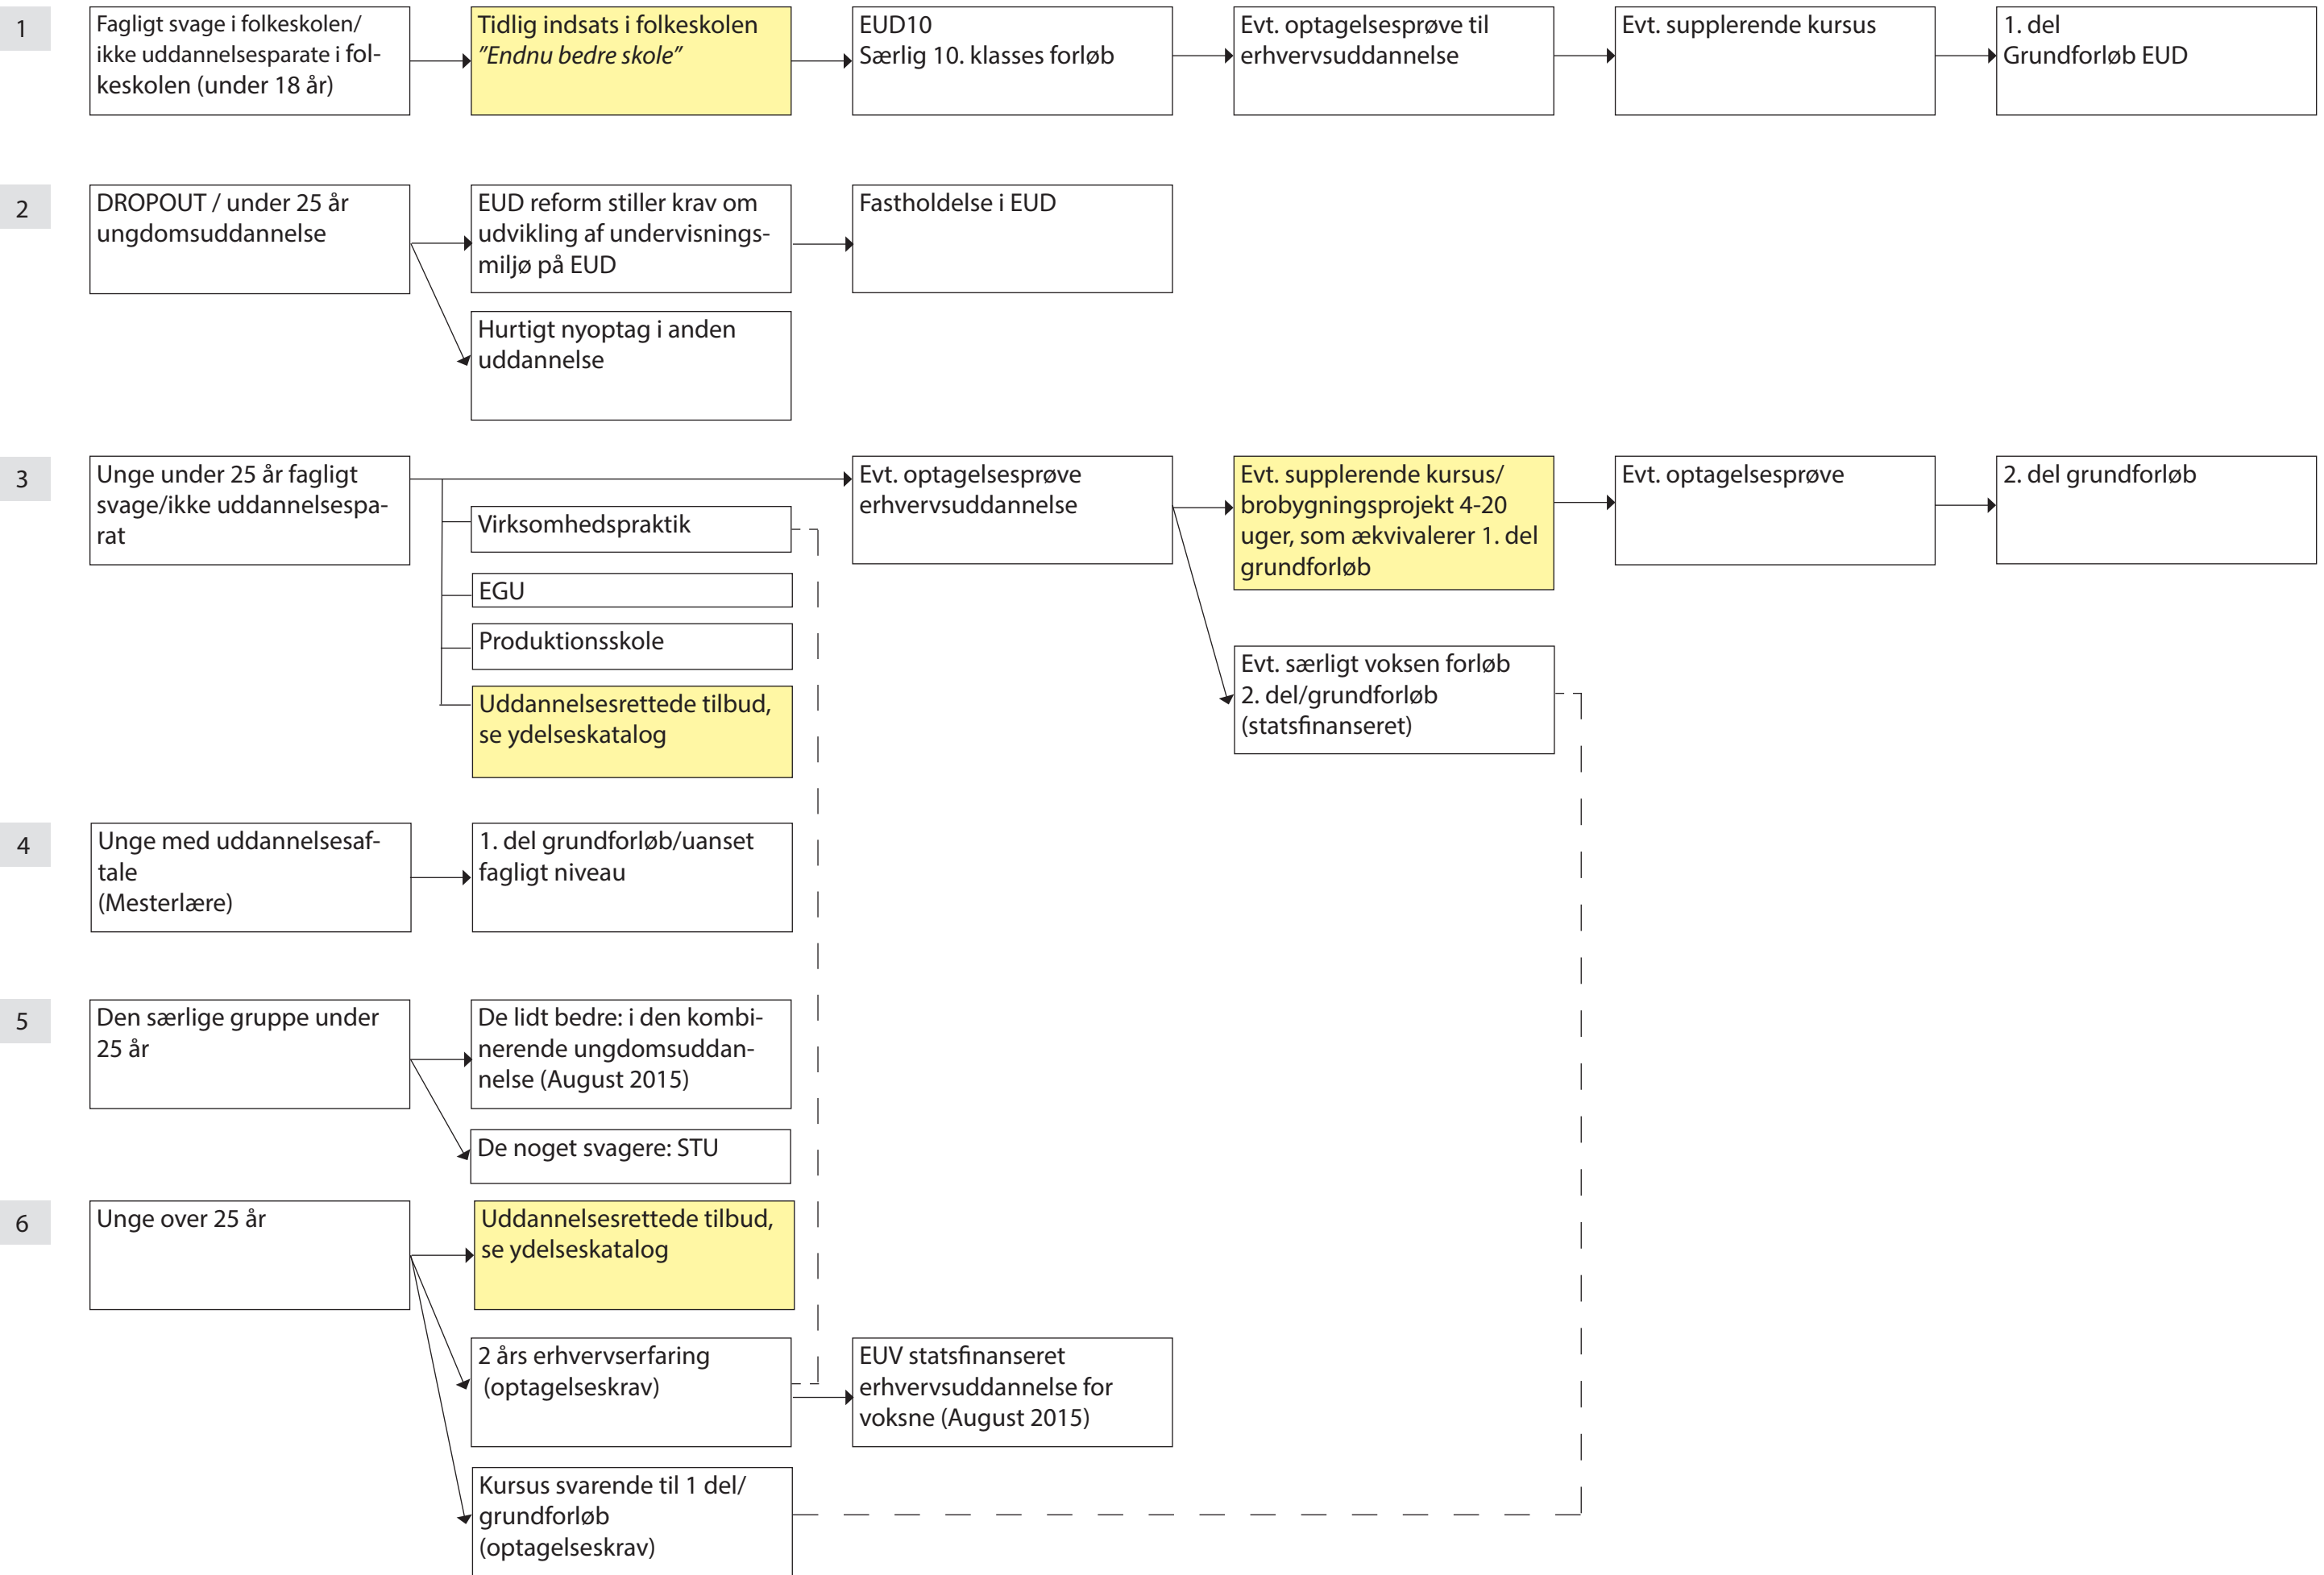 1
Fagligt svage i folkeskolen/
ikke uddannelsesparate i fol-
keskolen (under 18 år)
Tidlig indsats i folkeskolen
”Endnu bedre skole”
EUD10
Særlig 10. klasses forløb
Evt. optagelsesprøve til
erhvervsuddannelse
Evt. supplerende kursus
1. del
Grundforløb EUD
2
DROPOUT / under 25 år
ungdomsuddannelse
EUD reform stiller krav om
udvikling af undervisnings-
miljø på EUD
Fastholdelse i EUD
Hurtigt nyoptag i anden
uddannelse
3
Unge under 25 år fagligt
svage/ikke uddannelsespa-
rat
Virksomhedspraktik
EGU
Produktionsskole
Uddannelsesrettede tilbud,
se ydelseskatalog
Evt. optagelsesprøve
erhvervsuddannelse
Evt. supplerende kursus/
brobygningsprojekt 4-20
uger, som ækvivalerer 1. del
grundforløb
Evt. optagelsesprøve
2. del grundforløb
Evt. særligt voksen forløb
2. del/grundforløb
(statsfinanseret)
4
Unge med uddannelsesaf-
tale
(Mesterlære)
1. del grundforløb/uanset
fagligt niveau
5
Den særlige gruppe under
25 år
De lidt bedre: i den kombi-
nerende ungdomsuddan-
nelse (August 2015)
De noget svagere: STU
6
Unge over 25 år
Uddannelsesrettede tilbud,
se ydelseskatalog
2 års erhvervserfaring
(optagelseskrav)
EUV statsfinanseret
erhvervsuddannelse for
voksne (August 2015)
Kursus svarende til 1 del/
grundforløb
(optagelseskrav)